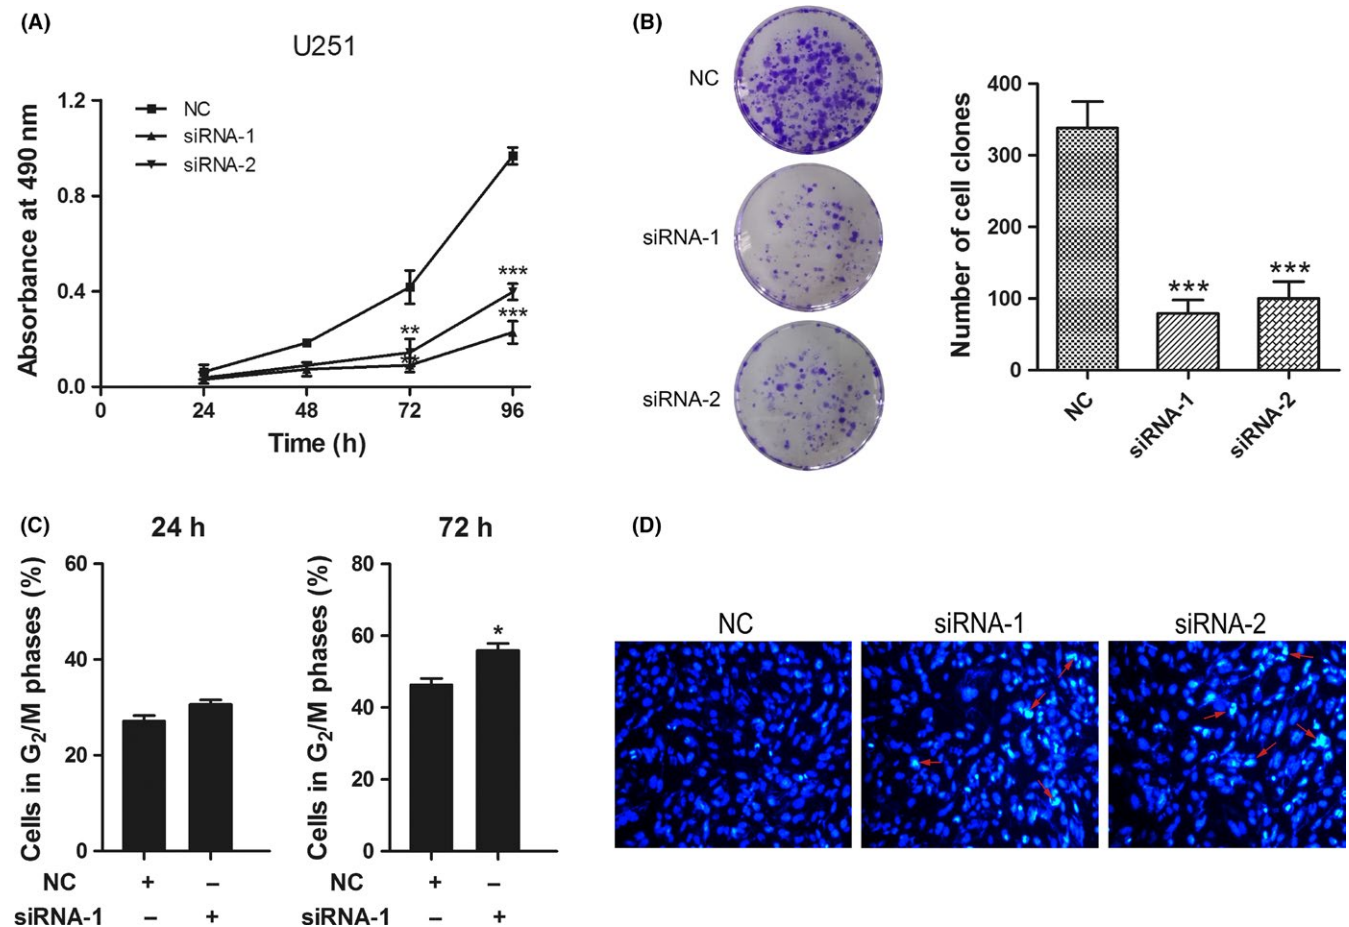 (A)
U251
1.2
0.8
0.4
0.0
Absorbance at 490 nm
NC
siRNA-1
siRNA-2
***
***
**
**
0
24
48
72
96
Time (h)
(B)
NC
siRNA-1
siRNA-2
400
300
200
100
0
Number of cell clones
***
***
NC
siRNA-1
siRNA-2
(C)
24 h
60
40
20
0
Cells in G2/M phases (%)
NC + –
siRNA-1 – +
72 h
80
60
40
20
0
Cells in G2/M phases (%)
*
NC + –
siRNA-1 – +
(D)
NC
siRNA-1
siRNA-2